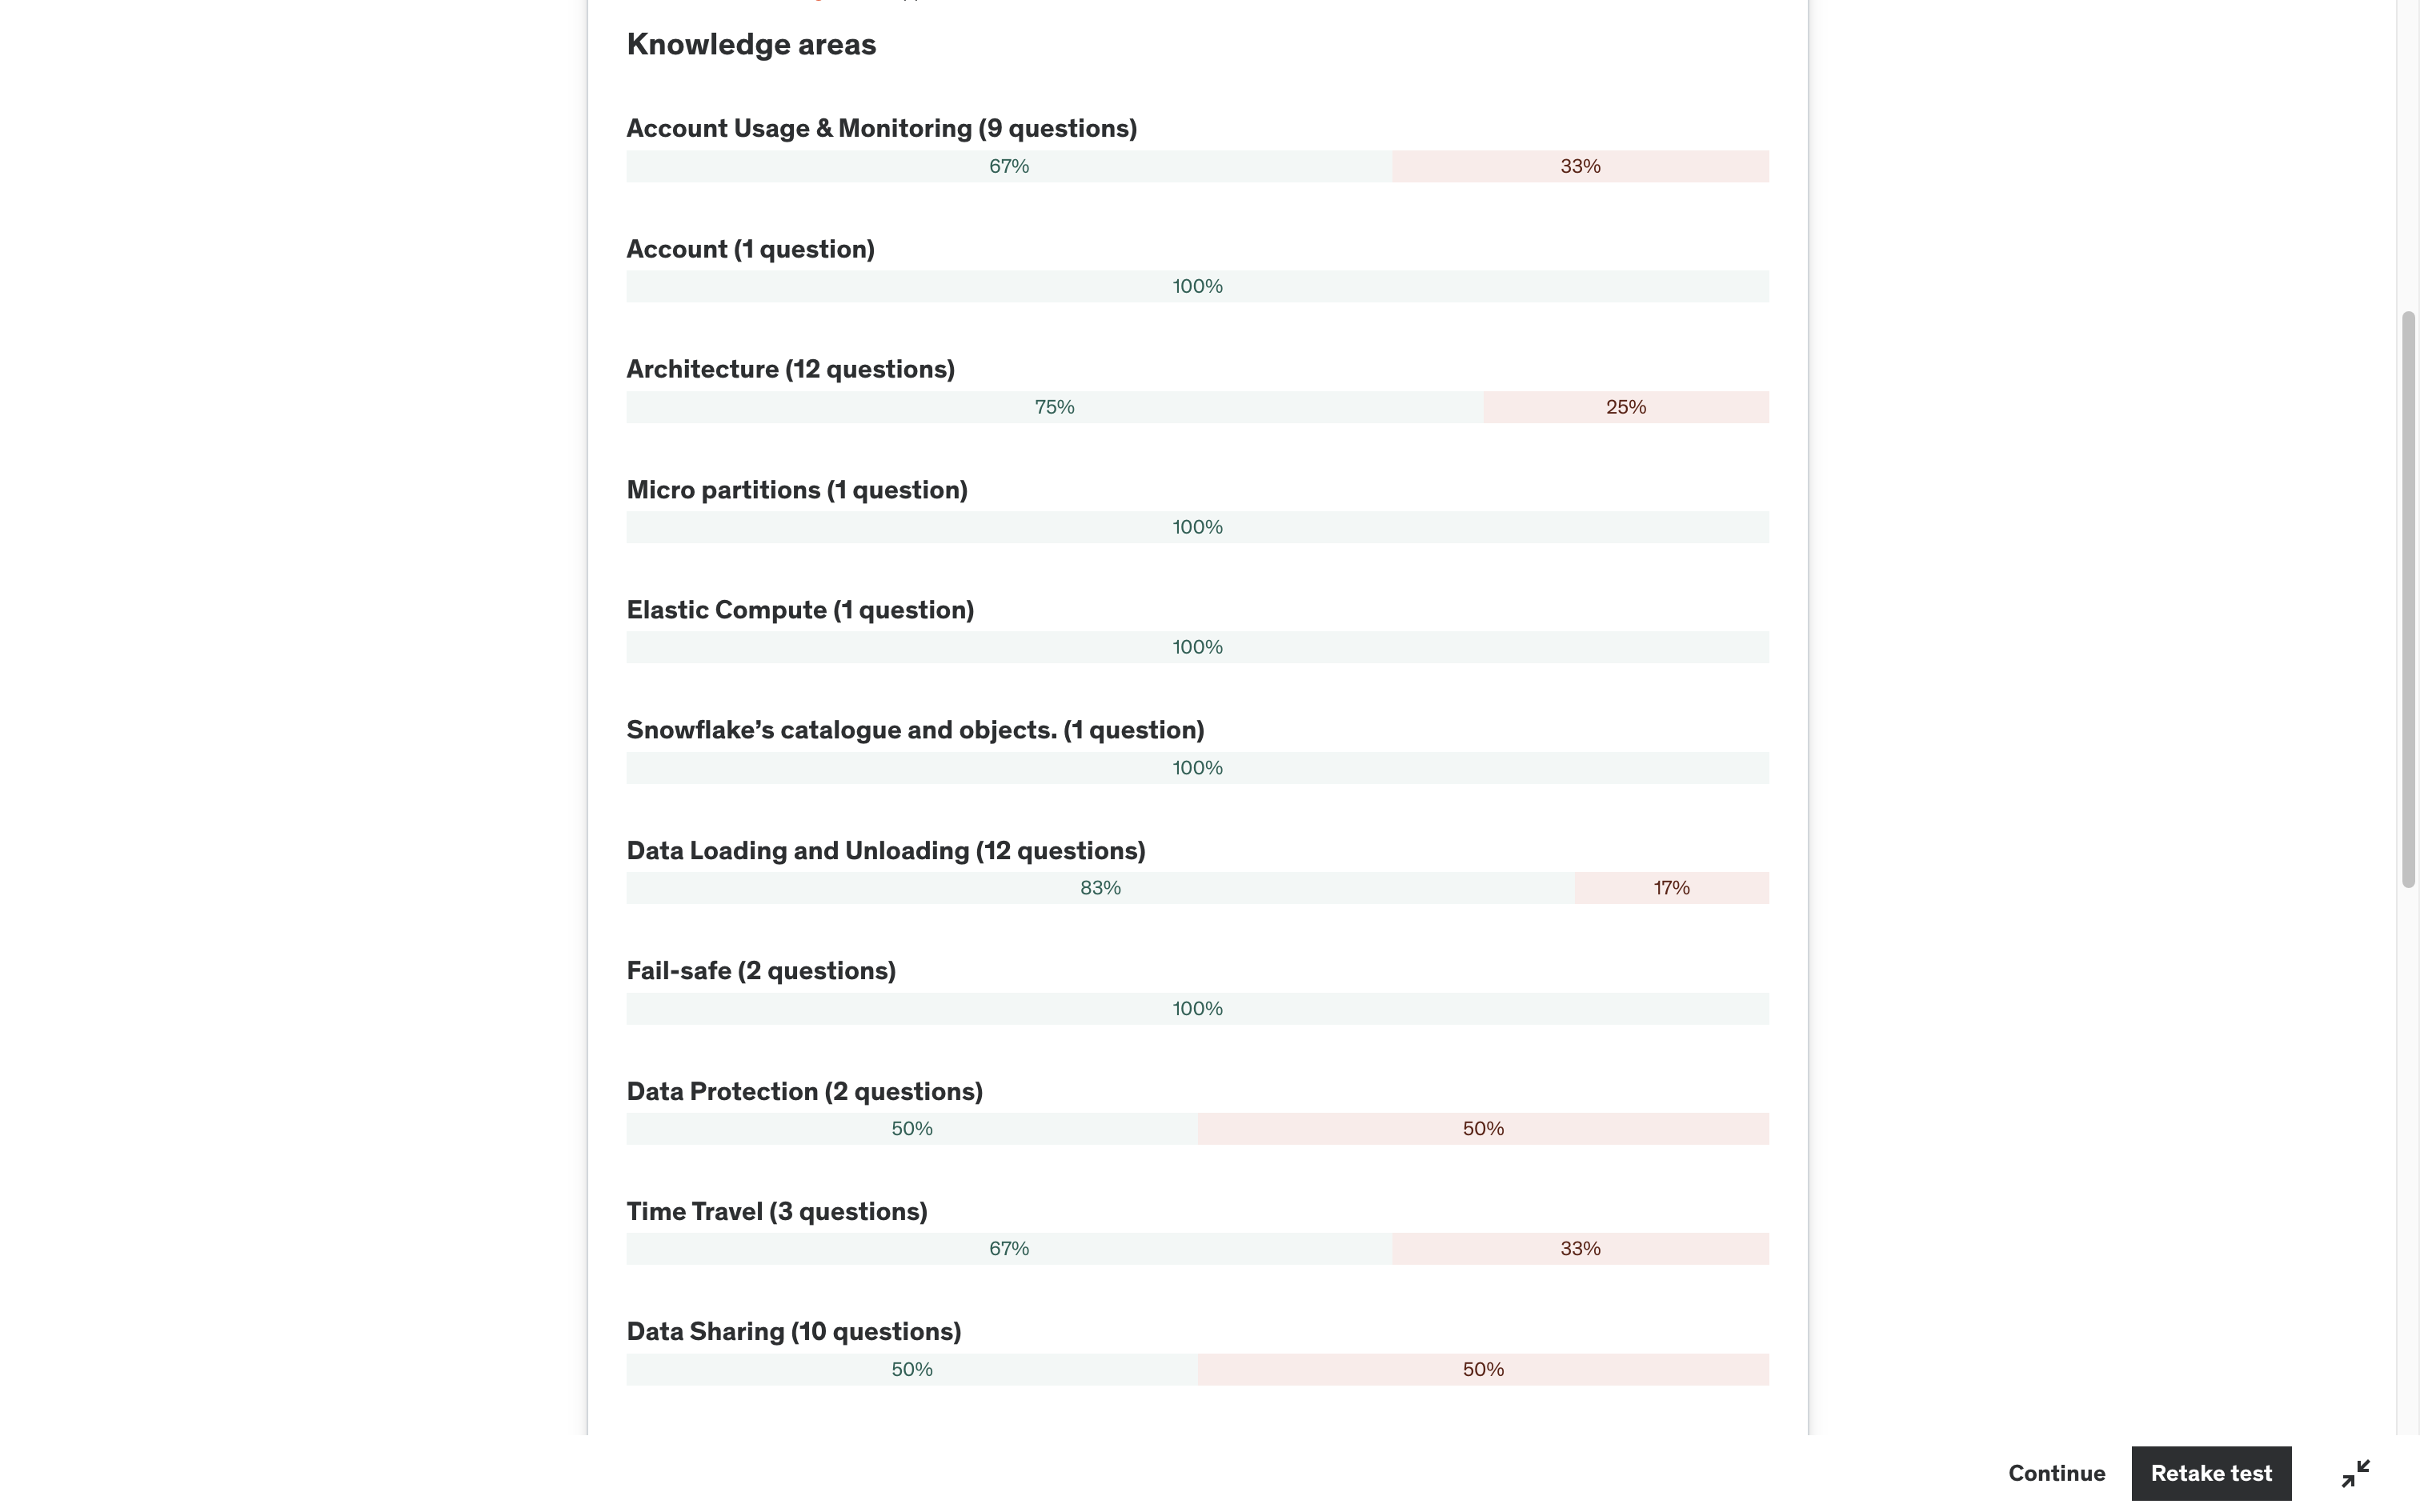 Knowledge areas
Account Usage & Monitoring (9 questions)
67% 33%
Account (1 question)
100%
Architecture (12 questions)
75% 25%
Micro partitions (1 question)
100%
Elastic Compute (1 question)
100%
Snowflake’s catalogue and objects. (1 question)
100%
Data Loading and Unloading (12 questions)
83% 17%
Fail-safe (2 questions)
100%
Data Protection (2 questions)
50% 50%
Time Travel (3 questions)
67% 33%
Data Sharing (10 questions)
50% 50%
Continue Retake test